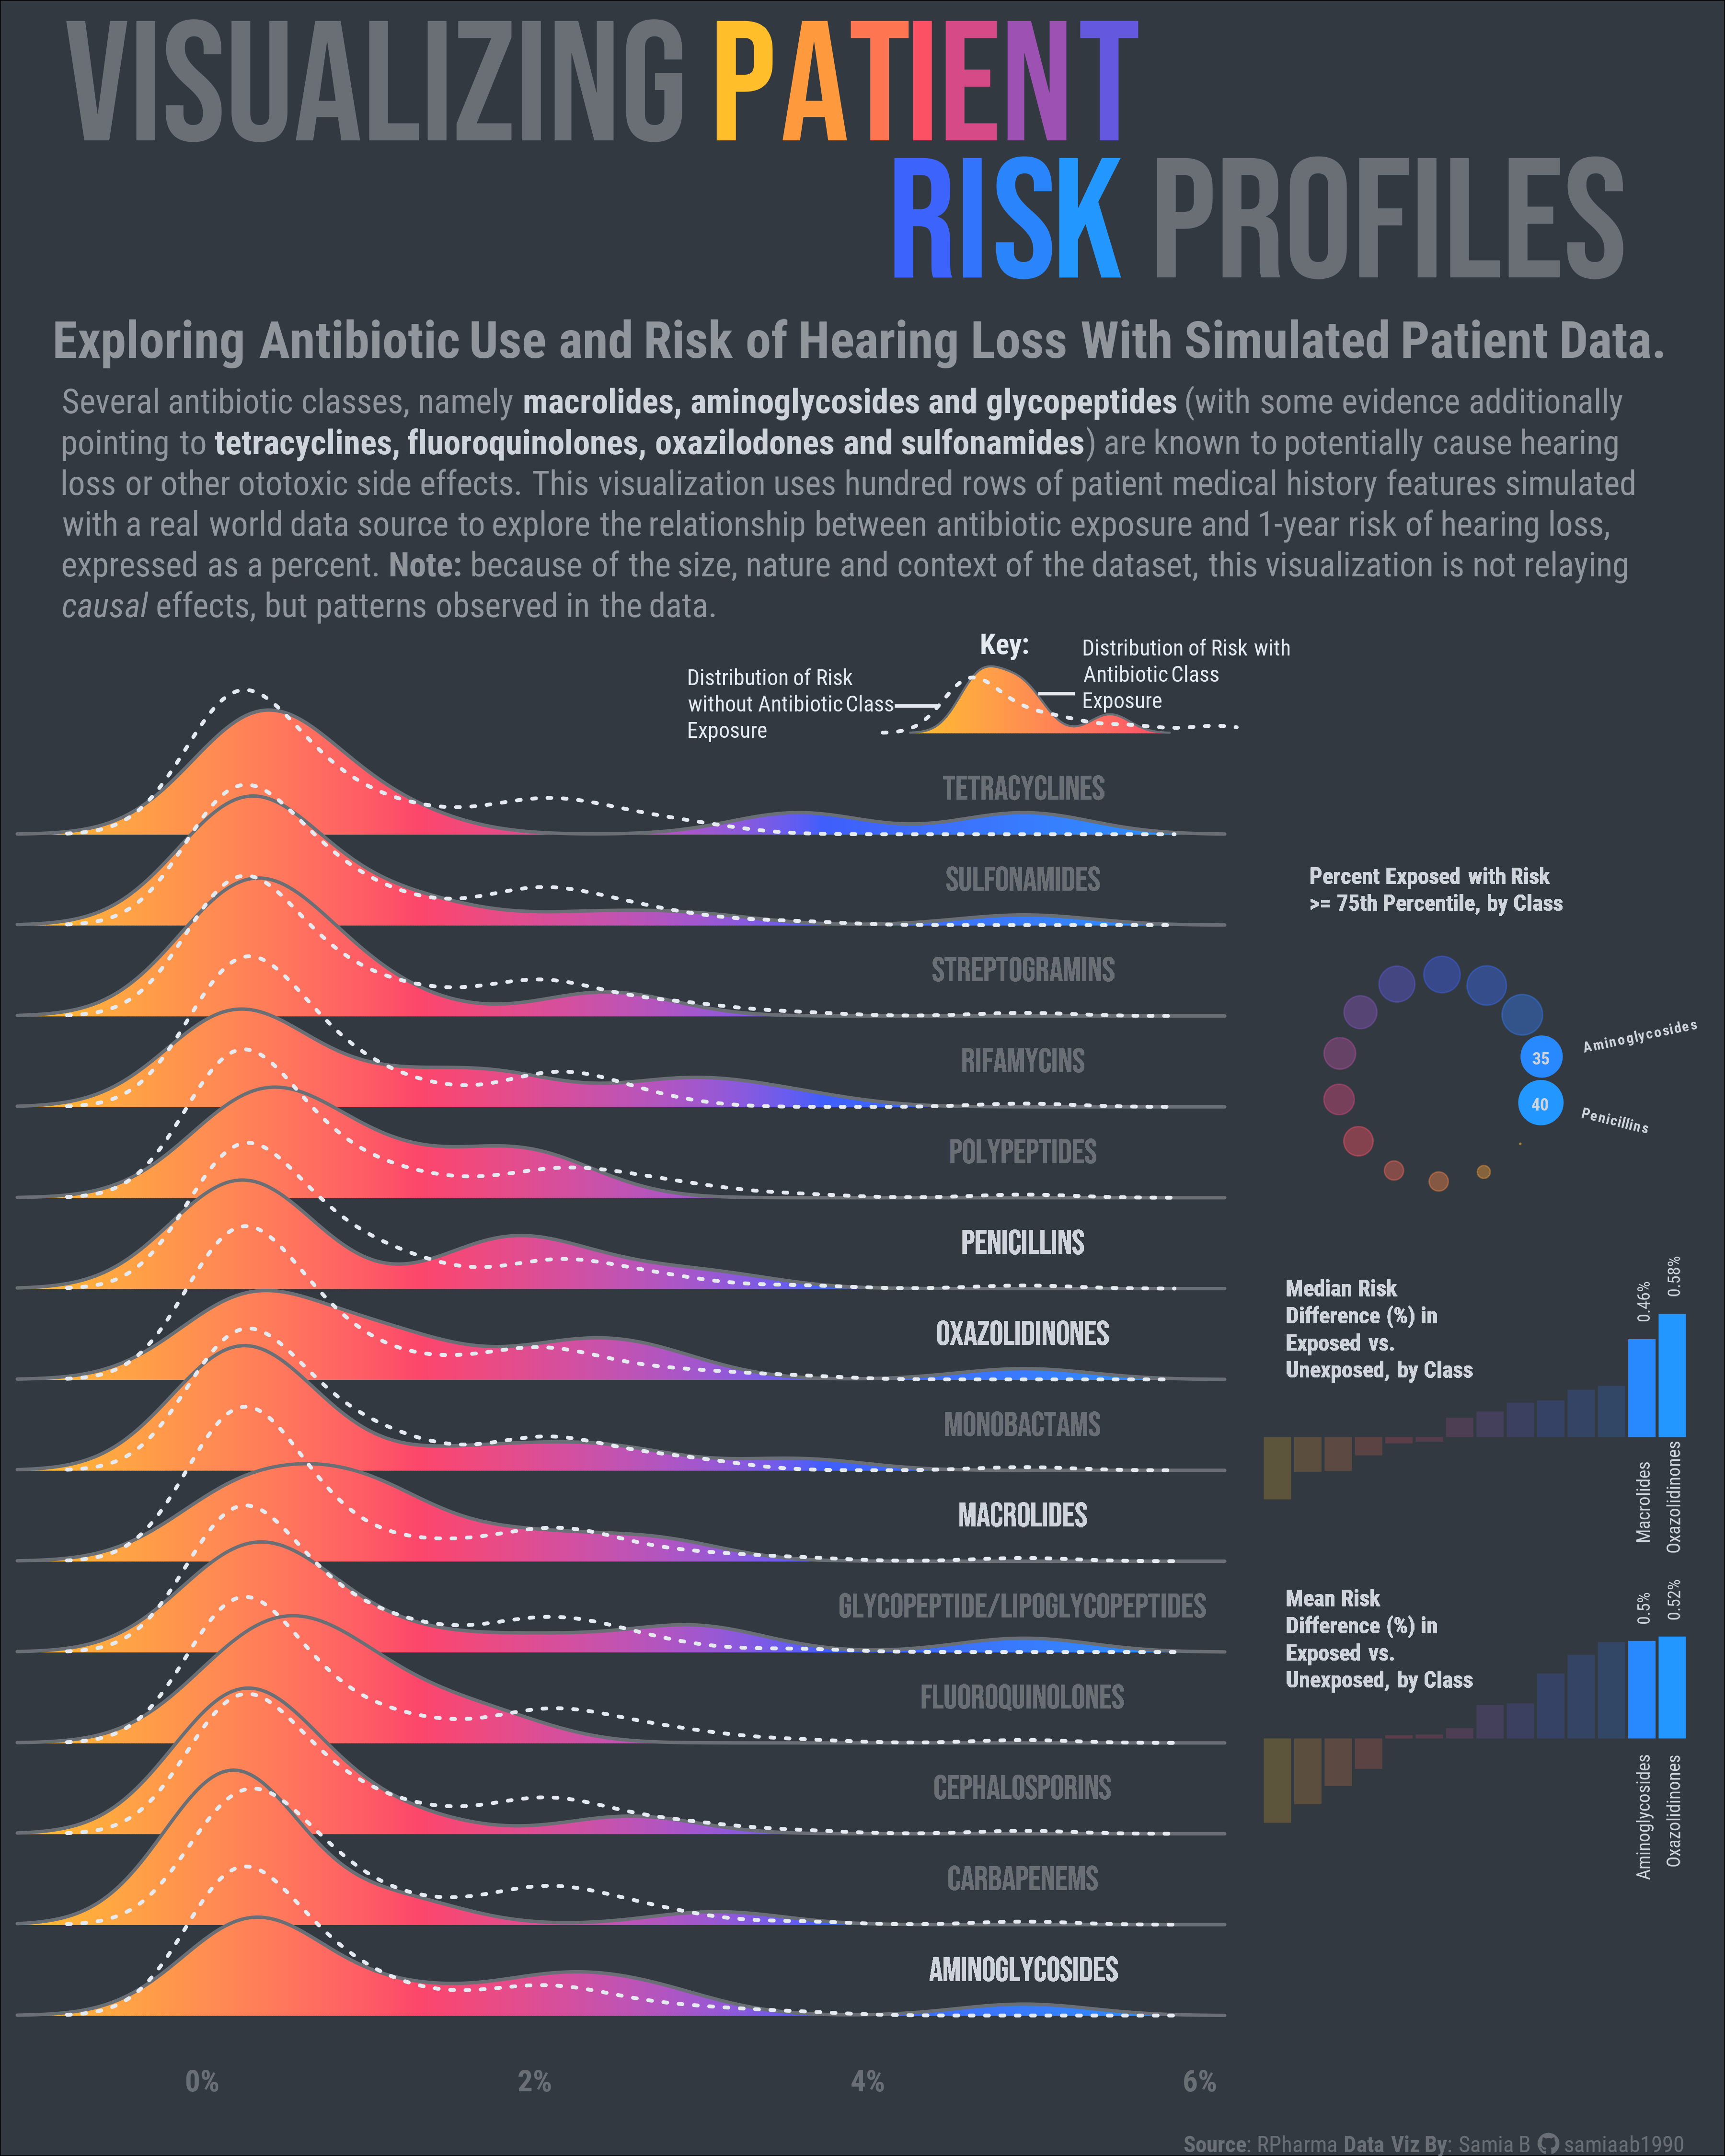 VISUALIZING PATIENT
RISK PROFILES
Exploring Antibiotic Use and Risk of Hearing Loss With Simulated Patient Data.
Several antibiotic classes, namely macrolides, aminoglycosides and glycopeptides (with some evidence additionally
pointing to tetracyclines, fluoroquinolones, oxazilodones and sulfonamides) are known to potentially cause hearing
loss or other ototoxic side effects. This visualization uses hundred rows of patient medical history features simulated
with a real world data source to explore the relationship between antibiotic exposure and 1-year risk of hearing loss,
expressed as a percent. Note: because of the size, nature and context of the dataset, this visualization is not relaying
causal effects, but patterns observed in the data.
Key:
Distribution of Risk
without Antibiotic Class
Exposure
Distribution of Risk with
Antibiotic Class
Exposure
TETRACYCLINES
SULFONAMIDES
STREPTOGRAMINS
RIFAMYCINS
POLYPEPTIDES
PENICILLINS
OXAZOLIDINONES
MONOBACTAMS
MACROLIDES
GLYCOPEPTIDE/LIPOGLYCOPEPTIDES
FLUOROQUINOLONES
CEPHALOSPORINS
CARBAPENEMS
AMINOGLYCOSIDES
0%
2%
4%
6%
Percent Exposed with Risk
>= 75th Percentile, by Class
35
Aminoglycosides
40
Penicillins
Median Risk
Difference (%) in
Exposed vs.
Unexposed, by Class
0.46%
0.58%
Macrolides
Oxazolidinones
Mean Risk
Difference (%) in
Exposed vs.
Unexposed, by Class
0.5%
0.52%
Aminoglycosides
Oxazolidinones
Source: RPharma Data Viz By: Samia B samiaab1990